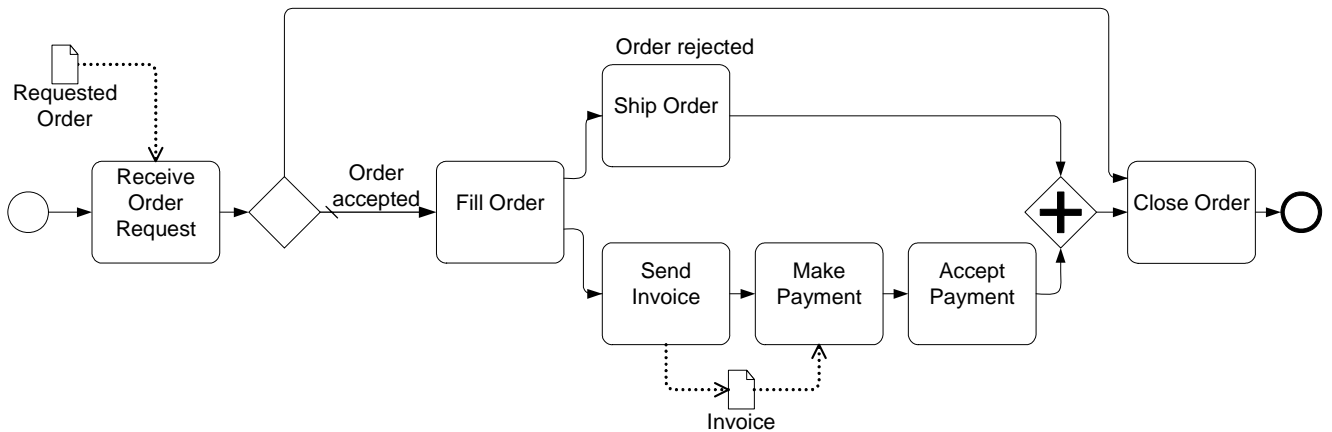 Order rejected
Requested
Order
Receive
Order
Request
Order
accepted
Fill Order
Ship Order
Send
Invoice
Make
Payment
Accept
Payment
Close Order
Invoice